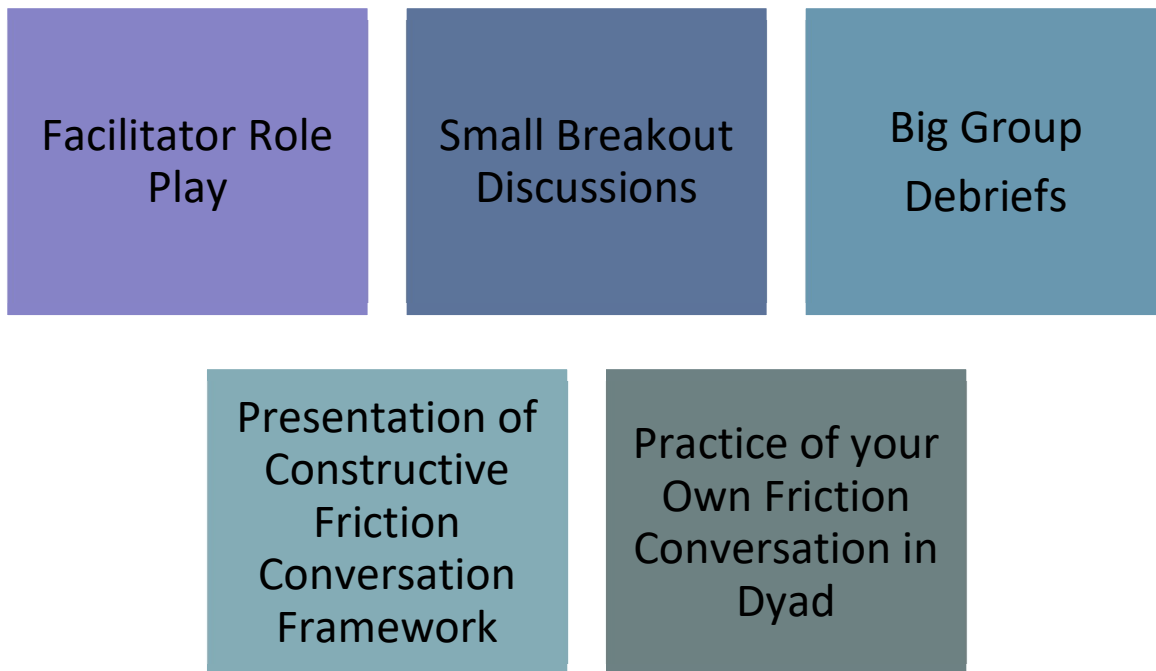 Facilitator Role
Play
Small Breakout
Discussions
Big Group
Debriefs
Presentation of
Constructive
Friction
Conversation
Framework
Practice of your
Own Friction
Conversation in
Dyad